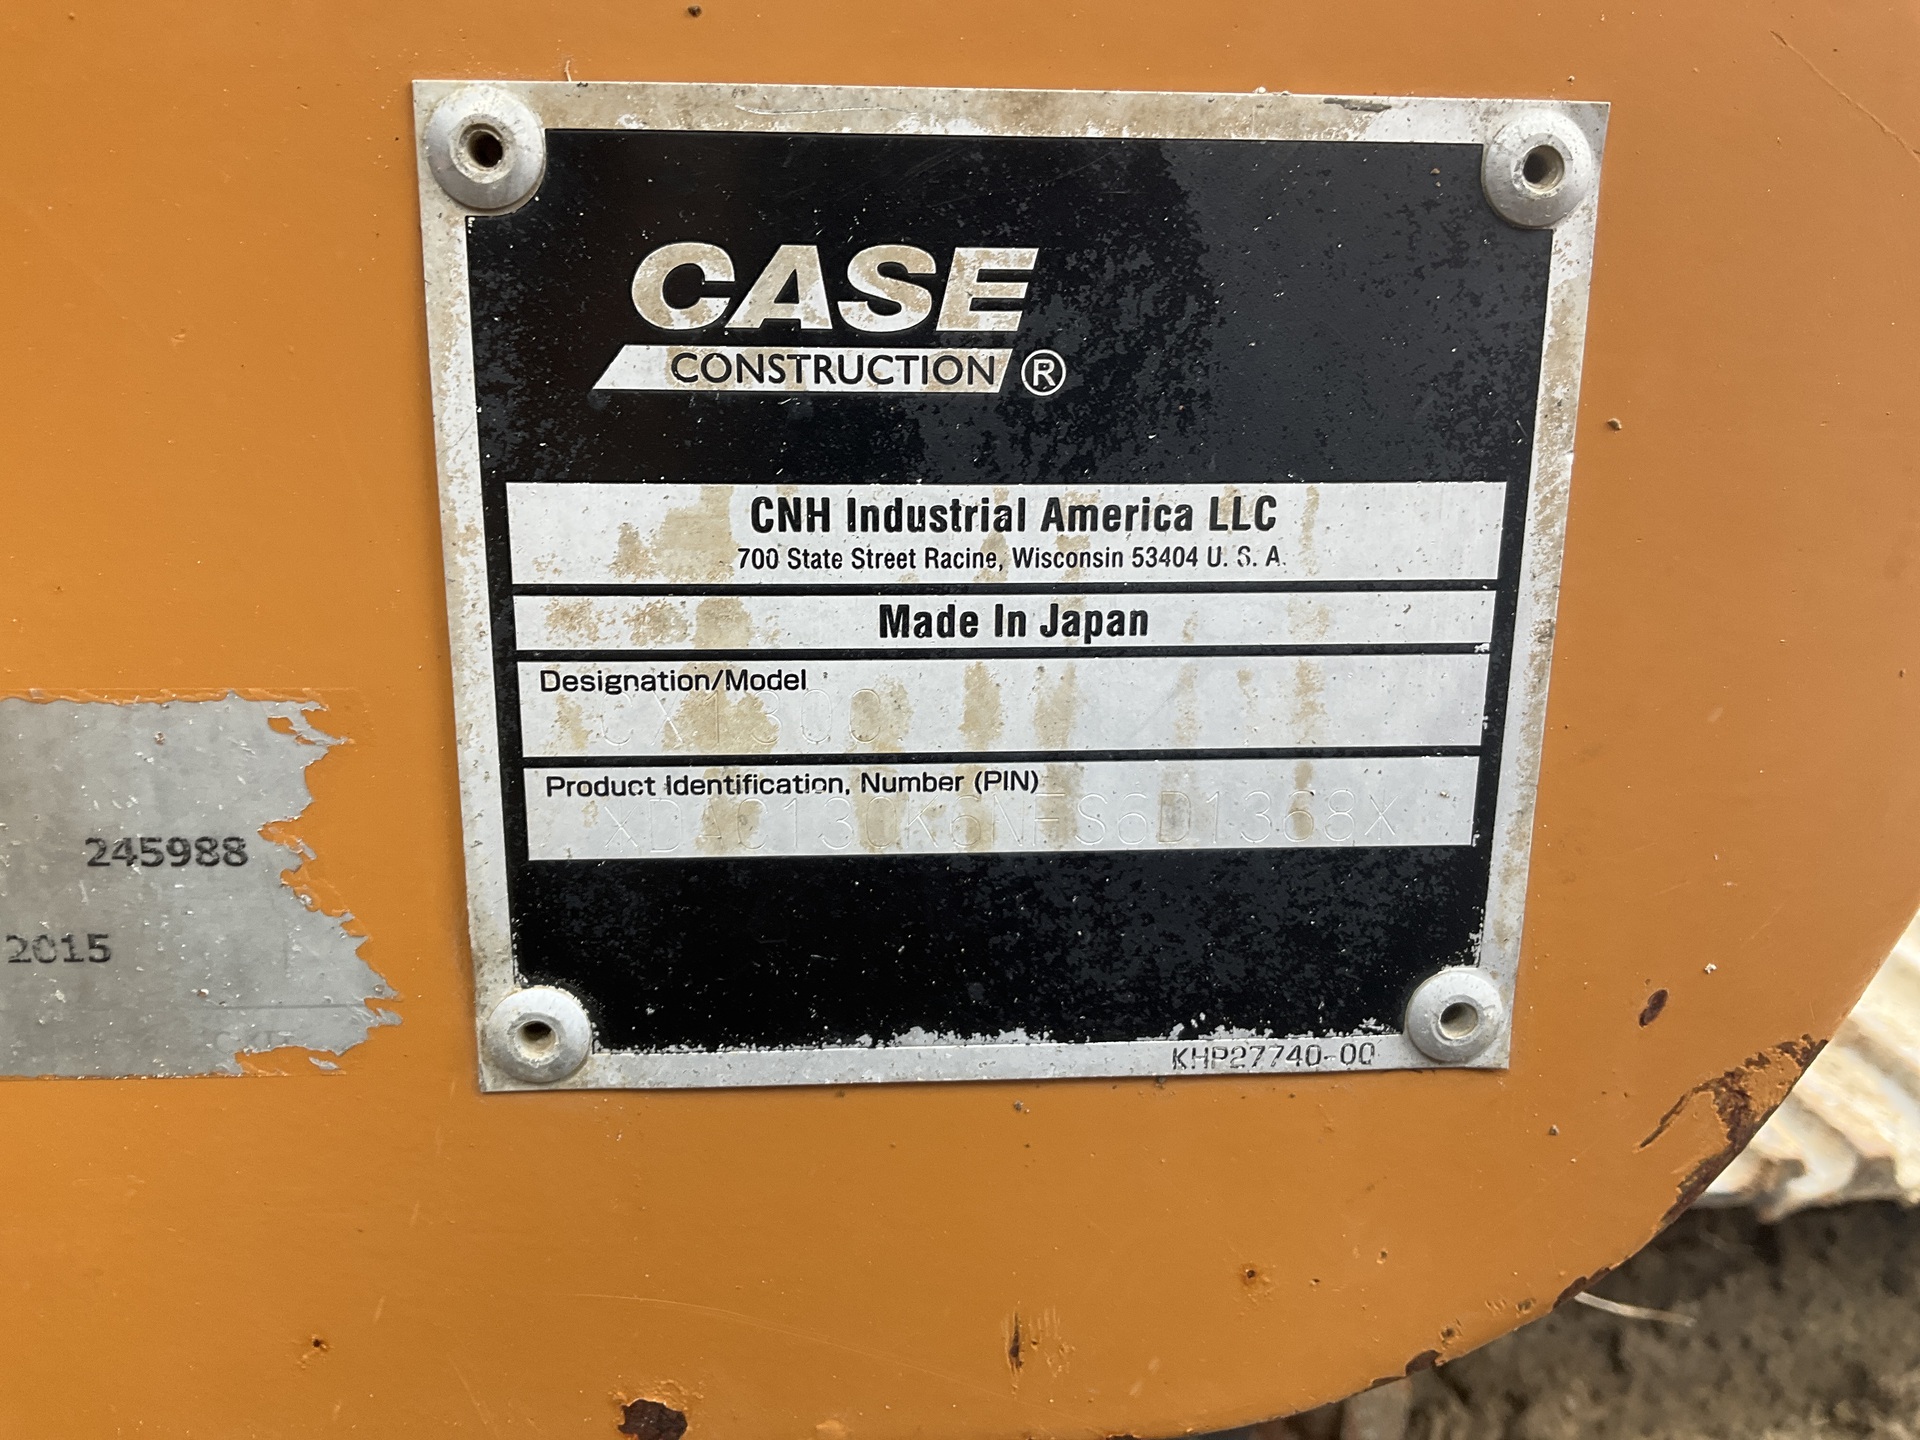 CASE
CONSTRUCTION ®
CNH Industrial America LLC
700 State Street Racine, Wisconsin 53404 U. S. A.
Made In Japan
Designation/Model
Product Identification, Number (PIN)
KHP27740-00
245988
2015